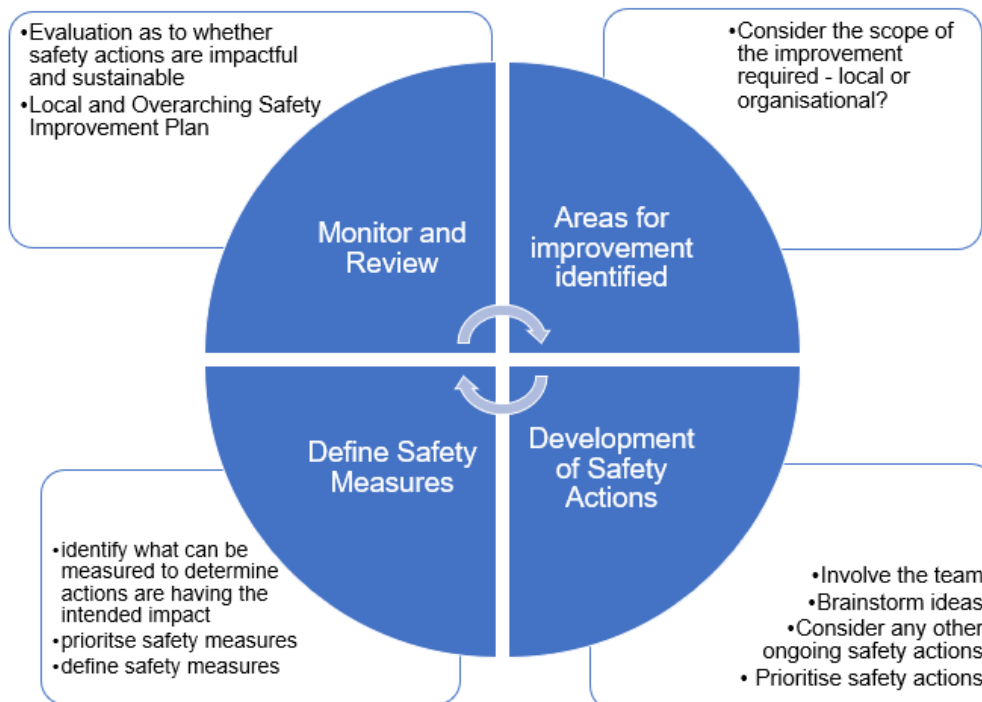 •Evaluation as to whether
safety actions are impactful
and sustainable
•Local and Overarching Safety
Improvement Plan
•Consider the scope of
the improvement
required - local or
organisational?
Monitor and
Review
Areas for
improvement
identified
Define Safety
Measures
Development
of Safety
Actions
•identify what can be
measured to determine
actions are having the
intended impact
•prioritse safety measures
•define safety measures
•Involve the team
•Brainstorm ideas
•Consider any other
ongoing safety actions
• Prioritise safety actions